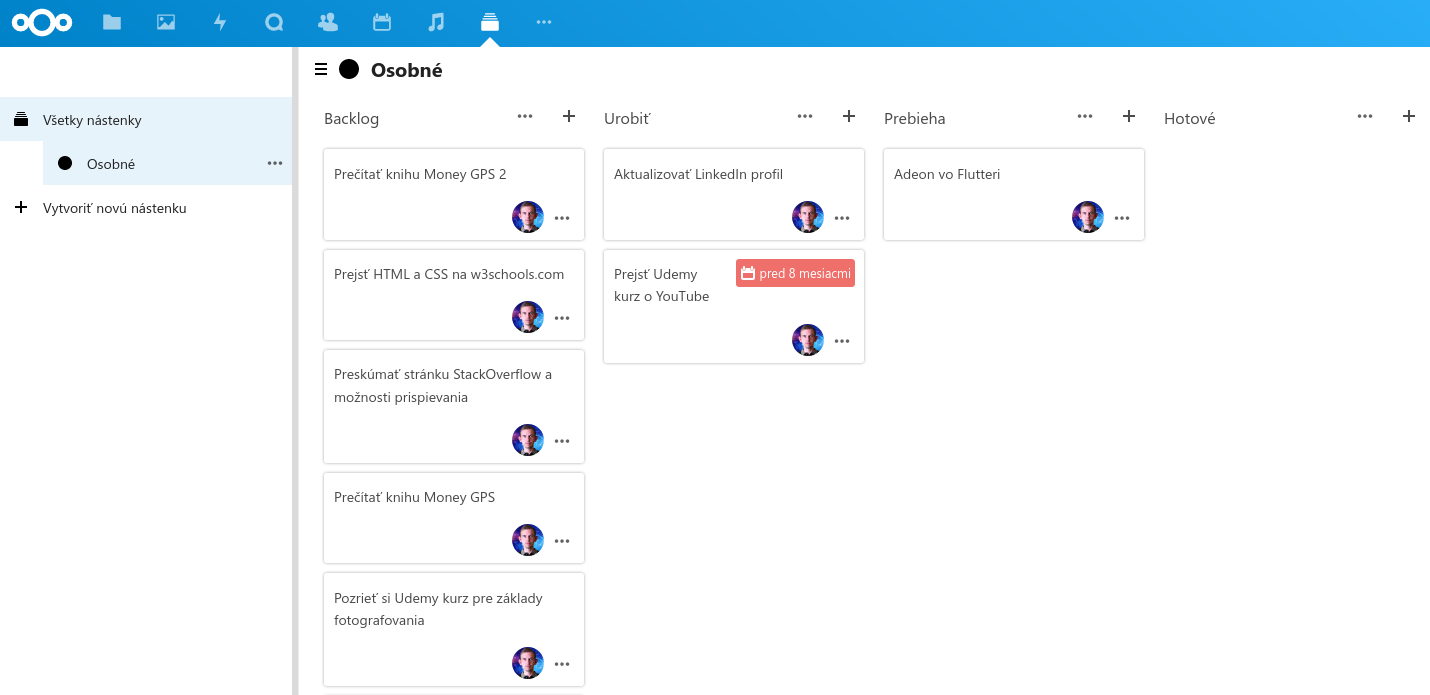 Osobné
Všetky nástenky
Osobné
Vytvoriť novú nástenku
Backlog
Prečítať knihu Money GPS 2
Prejsť HTML a CSS na w3schools.com
Preskúmať stránku StackOverflow a
možnosti prispievania
Prečítať knihu Money GPS
Pozrieť si Udemy kurz pre základy
fotografovania
Urobiť
Aktualizovať LinkedIn profil
Prejsť Udemy
kurz o YouTube
pred 8 mesiacmi
Prebieha
Adeon vo Flutteri
Hotové